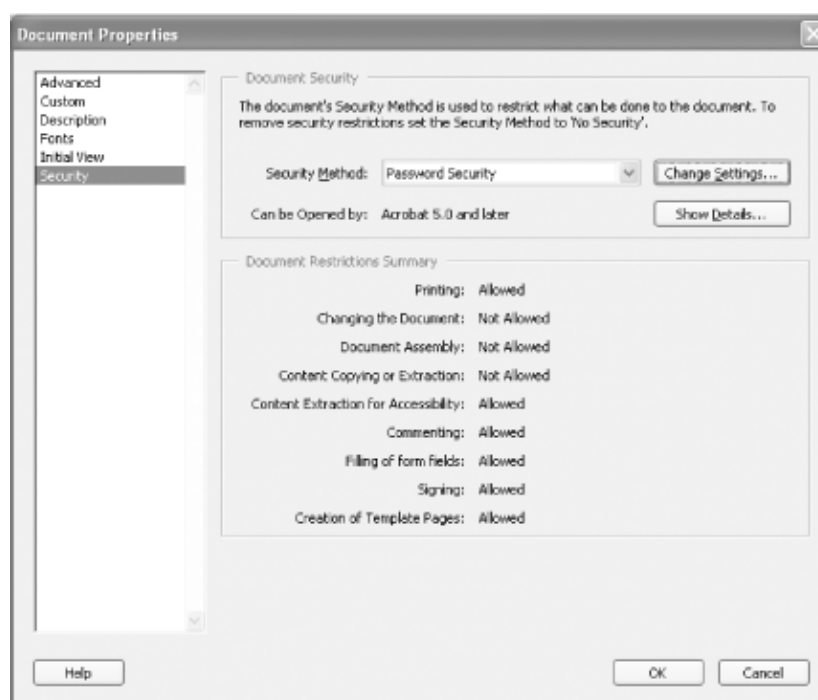 Document Properties
Advanced
Custom
Description
Fonts
Initial View
Security
Document Security
The document's Security Method is used to restrict what can be done to the document. To
remove security restrictions set the Security Method to 'No Security'.
Security Method: Password Security Change Settings...
Can be Opened by: Acrobat 5.0 and later Show Details...
Document Restrictions Summary
Printing: Allowed
Changing the Document: Not Allowed
Document Assembly: Not Allowed
Content Copying or Extraction: Not Allowed
Content Extraction for Accessibility: Allowed
Commenting: Allowed
Filling of form fields: Allowed
Signing: Allowed
Creation of Template Pages: Allowed
Help OK Cancel